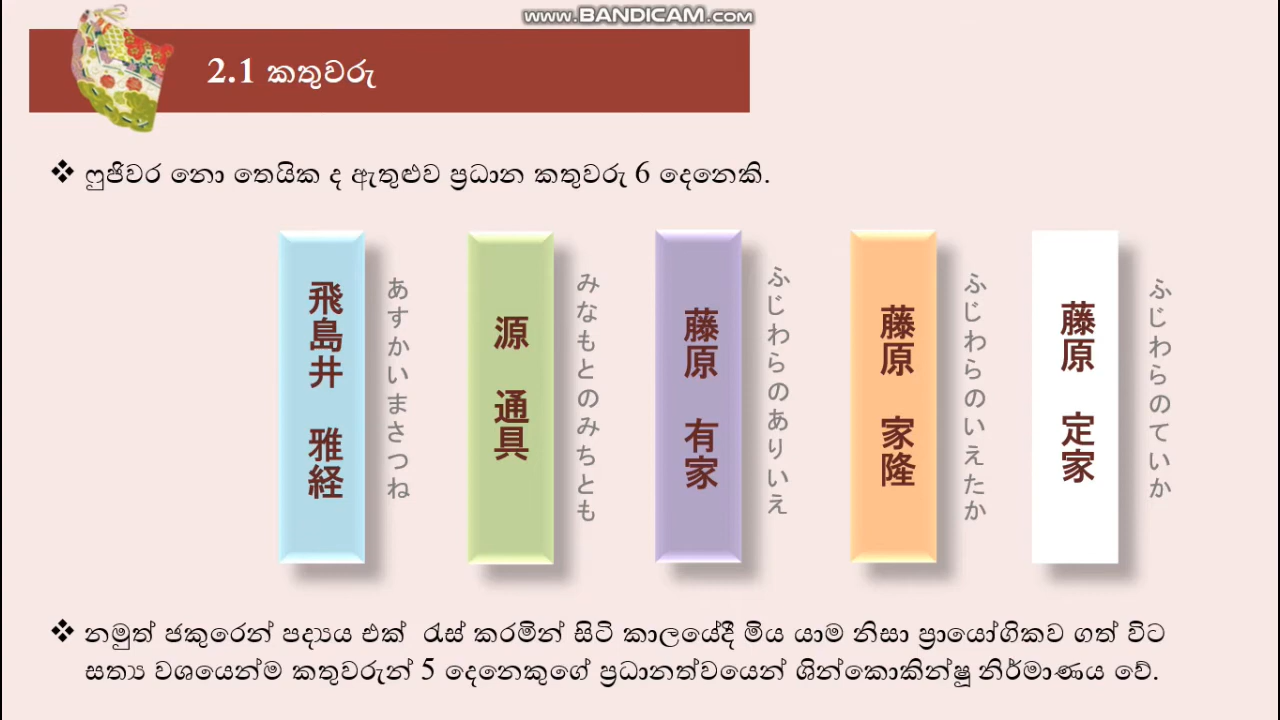 www.BANDICAM.com
2.1 කතුවරු
❖ ෆුජිවර නො තෙයික ද ඇතුළුව ප්‍රධාන කතුවරු 6 දෙනෙකි.
藤原 定家
ふじわらのていか
藤原 家隆
ふじわらのいえたか
藤原 有家
ふじわらのありいえ
源 通具
みなもとのみちとも
飛島井 雅経
あすかいまさつね
❖ නමුත් ජකුරෙන් පද්‍යය එක් රැස් කරමින් සිටි කාලයේදී මිය යාම නිසා ප්‍රායෝගිකව ගත් විට
සත්‍ය වශයෙන්ම කතුවරුන් 5 දෙනෙකුගේ ප්‍රධානත්වයෙන් ශින්කොකින්ෂූ නිර්මාණය වේ.